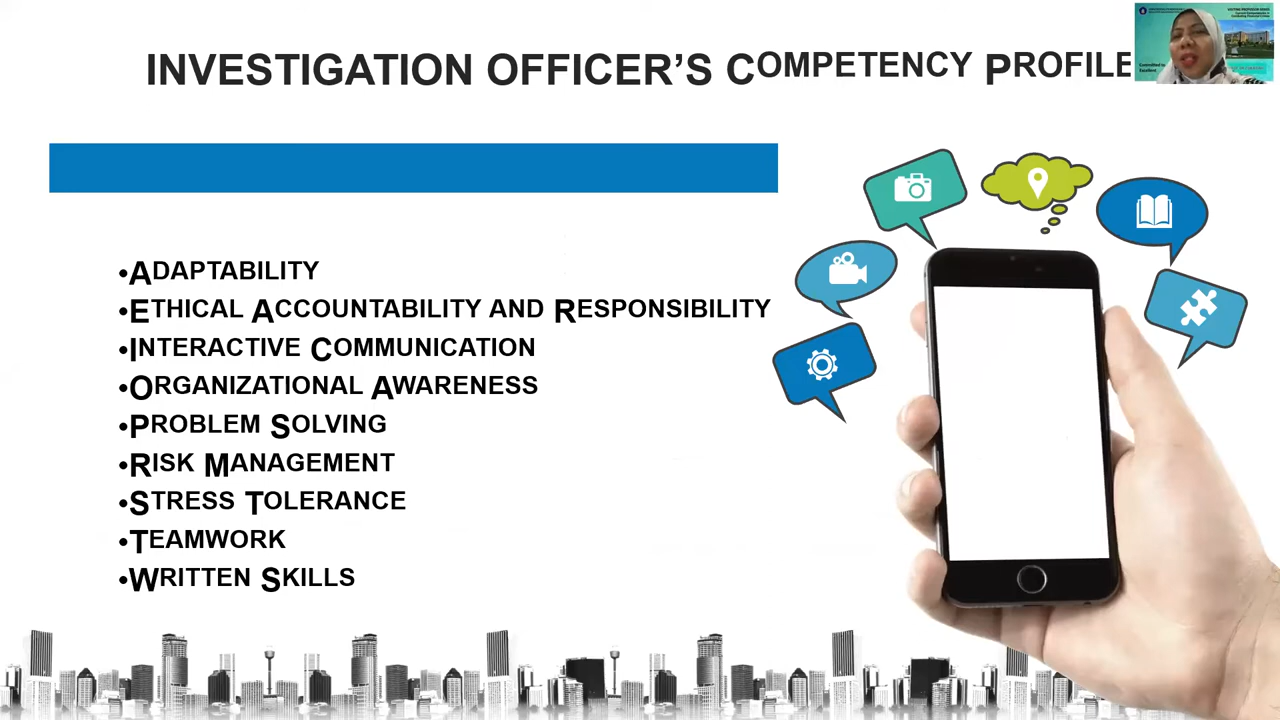 INVESTIGATION OFFICER’S COMPETENCY PROFILE
•ADAPTABILITY
•ETHICAL ACCOUNTABILITY AND RESPONSIBILITY
•INTERACTIVE COMMUNICATION
•ORGANIZATIONAL AWARENESS
•PROBLEM SOLVING
•RISK MANAGEMENT
•STRESS TOLERANCE
•TEAMWORK
•WRITTEN SKILLS